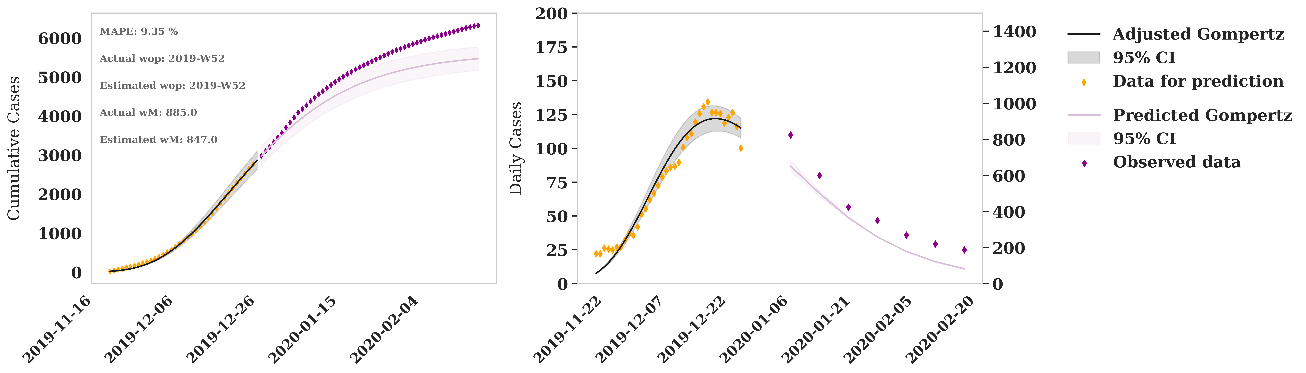 MAPE: 9.35 %
Actual wop: 2019-W52
Estimated wop: 2019-W52
Actual wM: 885.0
Estimated wM: 847.0
Cumulative Cases
6000
5000
4000
3000
2000
1000
0
2019-11-16
2019-12-06
2019-12-26
2020-01-15
2020-02-04
Daily Cases
200
175
150
125
100
75
50
25
0
1400
1200
1000
800
600
400
200
0
2019-11-22
2019-12-07
2019-12-22
2020-01-06
2020-01-21
2020-02-05
2020-02-20
Adjusted Gompertz
95% CI
Data for prediction
Predicted Gompertz
95% CI
Observed data